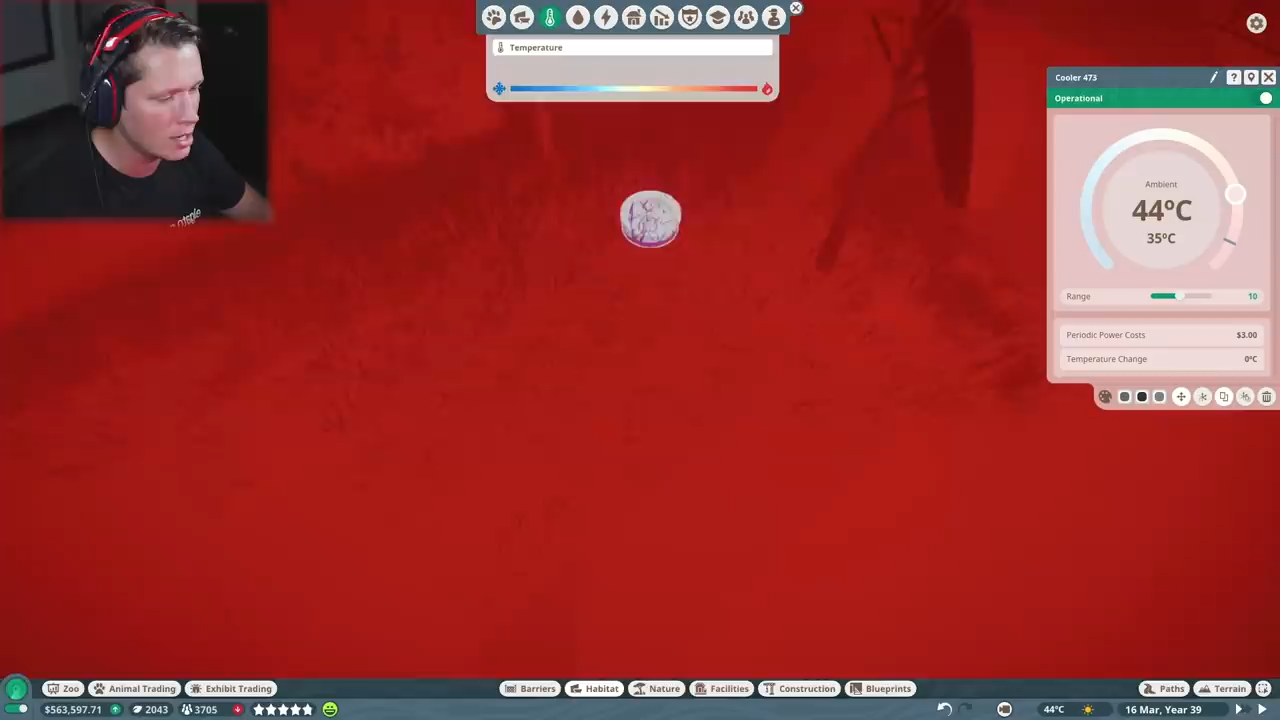 Temperature
Cooler 473
?
Operational
Ambient
44°C
35°C
Range 10
Periodic Power Costs $3.00
Temperature Change 0°C
Zoo
Animal Trading
Exhibit Trading
Barriers
Habitat
Nature
Facilities
Construction
Blueprints
Paths
Terrain
$563,597.71
2043
3705
44°C
16 Mar, Year 39